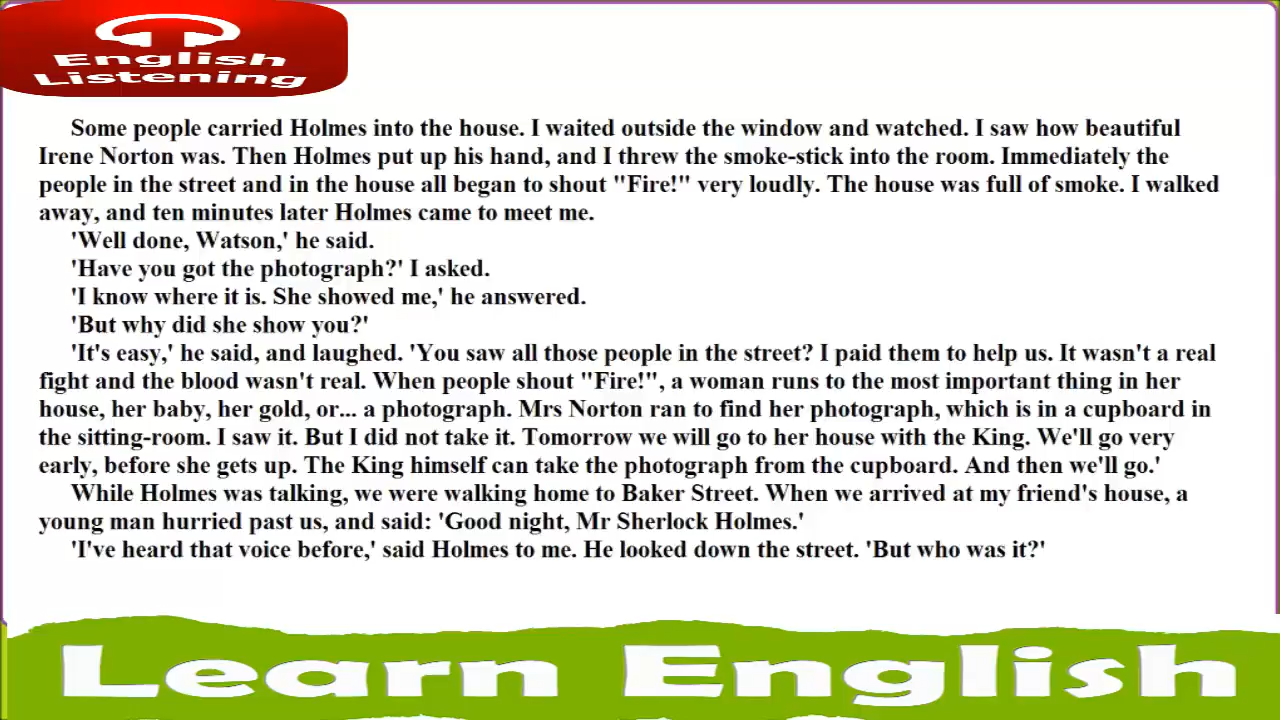 English
Listening
Some people carried Holmes into the house. I waited outside the window and watched. I saw how beautiful
Irene Norton was. Then Holmes put up his hand, and I threw the smoke-stick into the room. Immediately the
people in the street and in the house all began to shout "Fire!" very loudly. The house was full of smoke. I walked
away, and ten minutes later Holmes came to meet me.
'Well done, Watson,' he said.
'Have you got the photograph?' I asked.
'I know where it is. She showed me,' he answered.
'But why did she show you?'
'It's easy,' he said, and laughed. 'You saw all those people in the street? I paid them to help us. It wasn't a real
fight and the blood wasn't real. When people shout "Fire!", a woman runs to the most important thing in her
house, her baby, her gold, or... a photograph. Mrs Norton ran to find her photograph, which is in a cupboard in
the sitting-room. I saw it. But I did not take it. Tomorrow we will go to her house with the King. We'll go very
early, before she gets up. The King himself can take the photograph from the cupboard. And then we'll go.'
While Holmes was talking, we were walking home to Baker Street. When we arrived at my friend's house, a
young man hurried past us, and said: 'Good night, Mr Sherlock Holmes.'
'I've heard that voice before,' said Holmes to me. He looked down the street. 'But who was it?'
Learn English